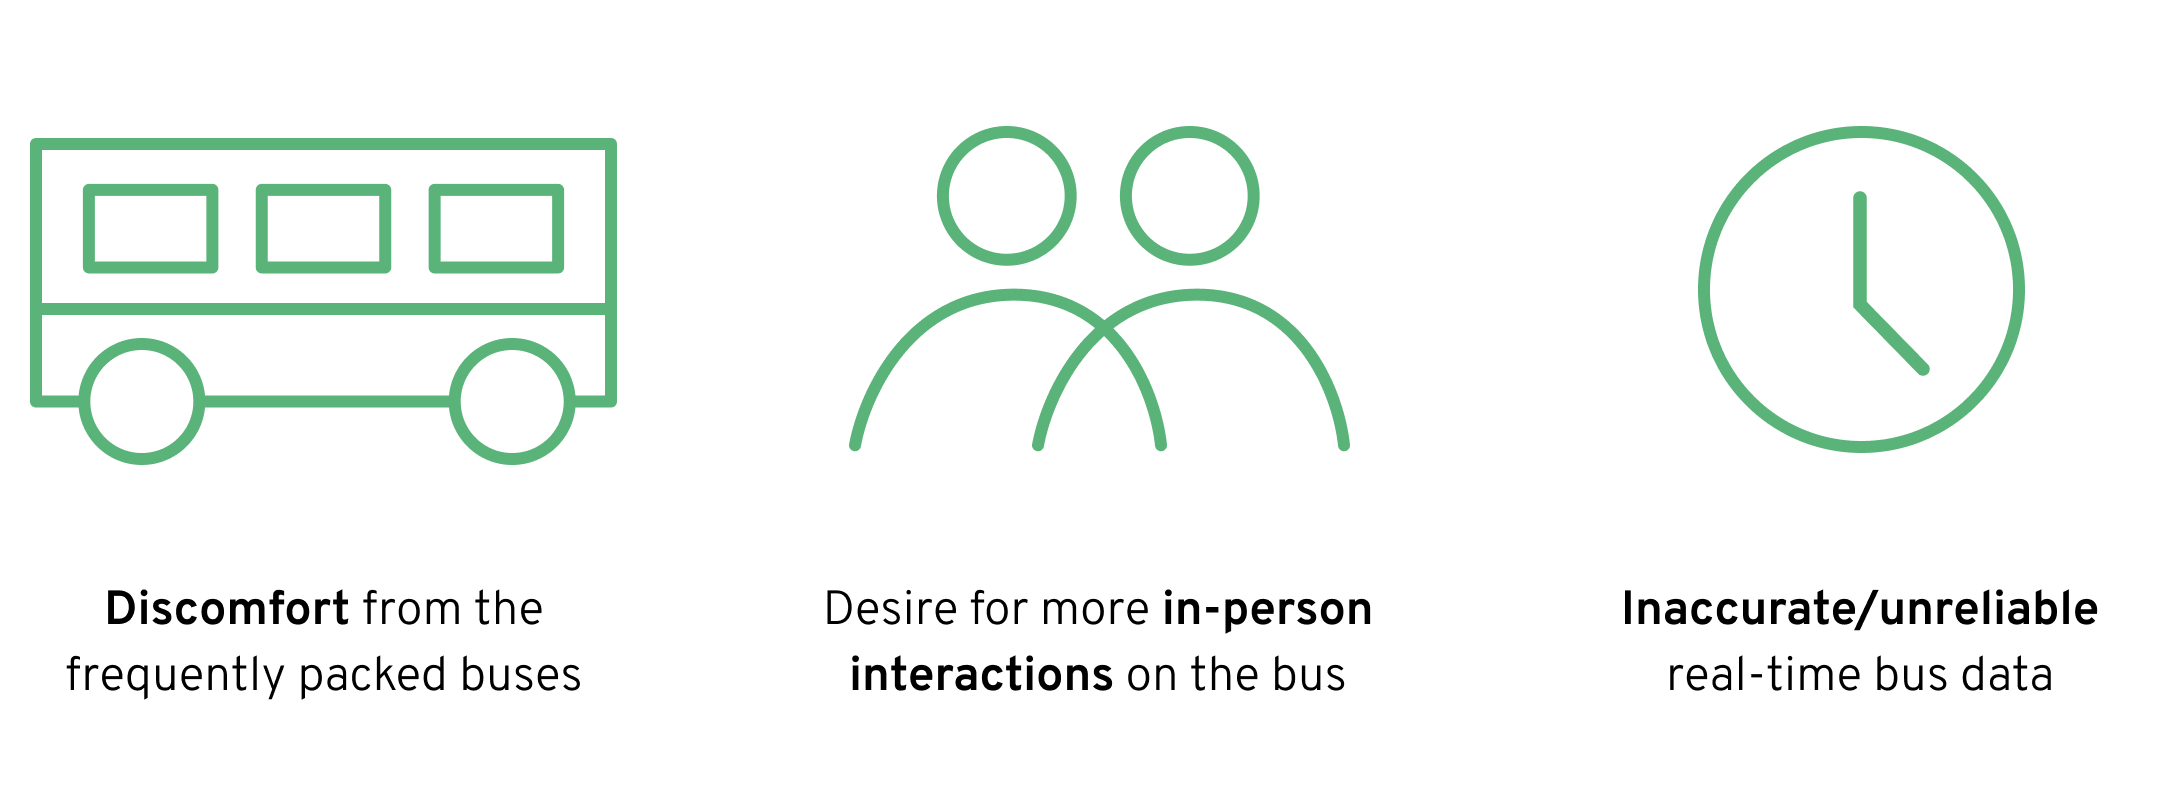 Discomfort from the
frequently packed buses
Desire for more in-person
interactions on the bus
Inaccurate/unreliable
real-time bus data